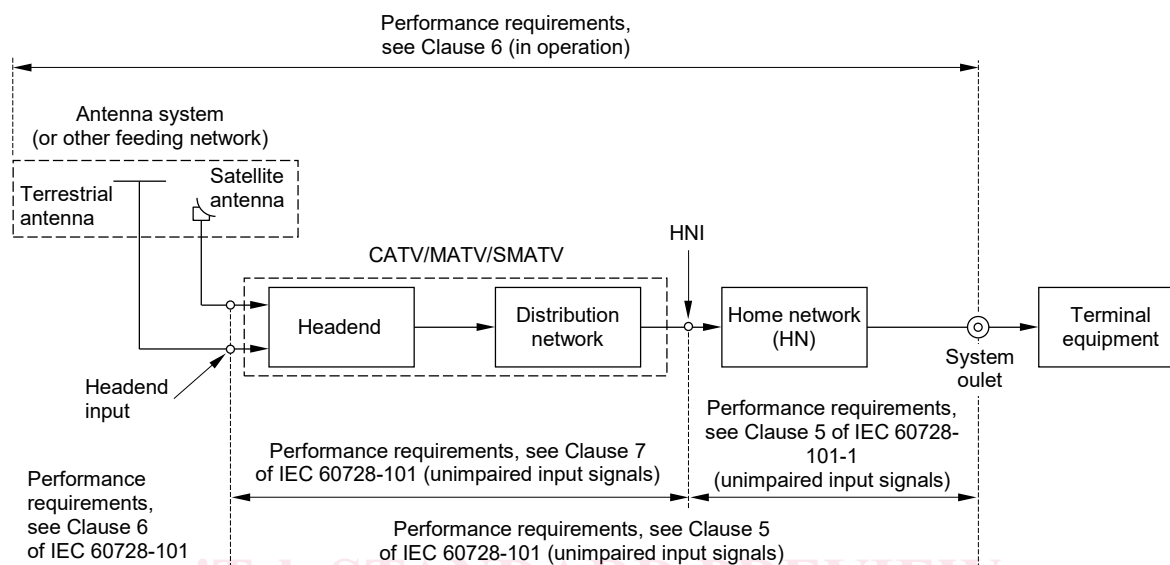 Performance requirements,
see Clause 6 (in operation)
Antenna system
(or other feeding network)
Terrestrial
antenna
Satellite
antenna
HNI
CATV/MATV/SMATV
Headend
Distribution
network
Home network
(HN)
Terminal
equipment
System
oulet
Headend
input
Performance requirements,
see Clause 5 of IEC 60728-
101-1
(unimpaired input signals)
Performance requirements, see Clause 7
of IEC 60728-101 (unimpaired input signals)
Performance
requirements,
see Clause 6
of IEC 60728-101
Performance requirements, see Clause 5
of IEC 60728-101 (unimpaired input signals)